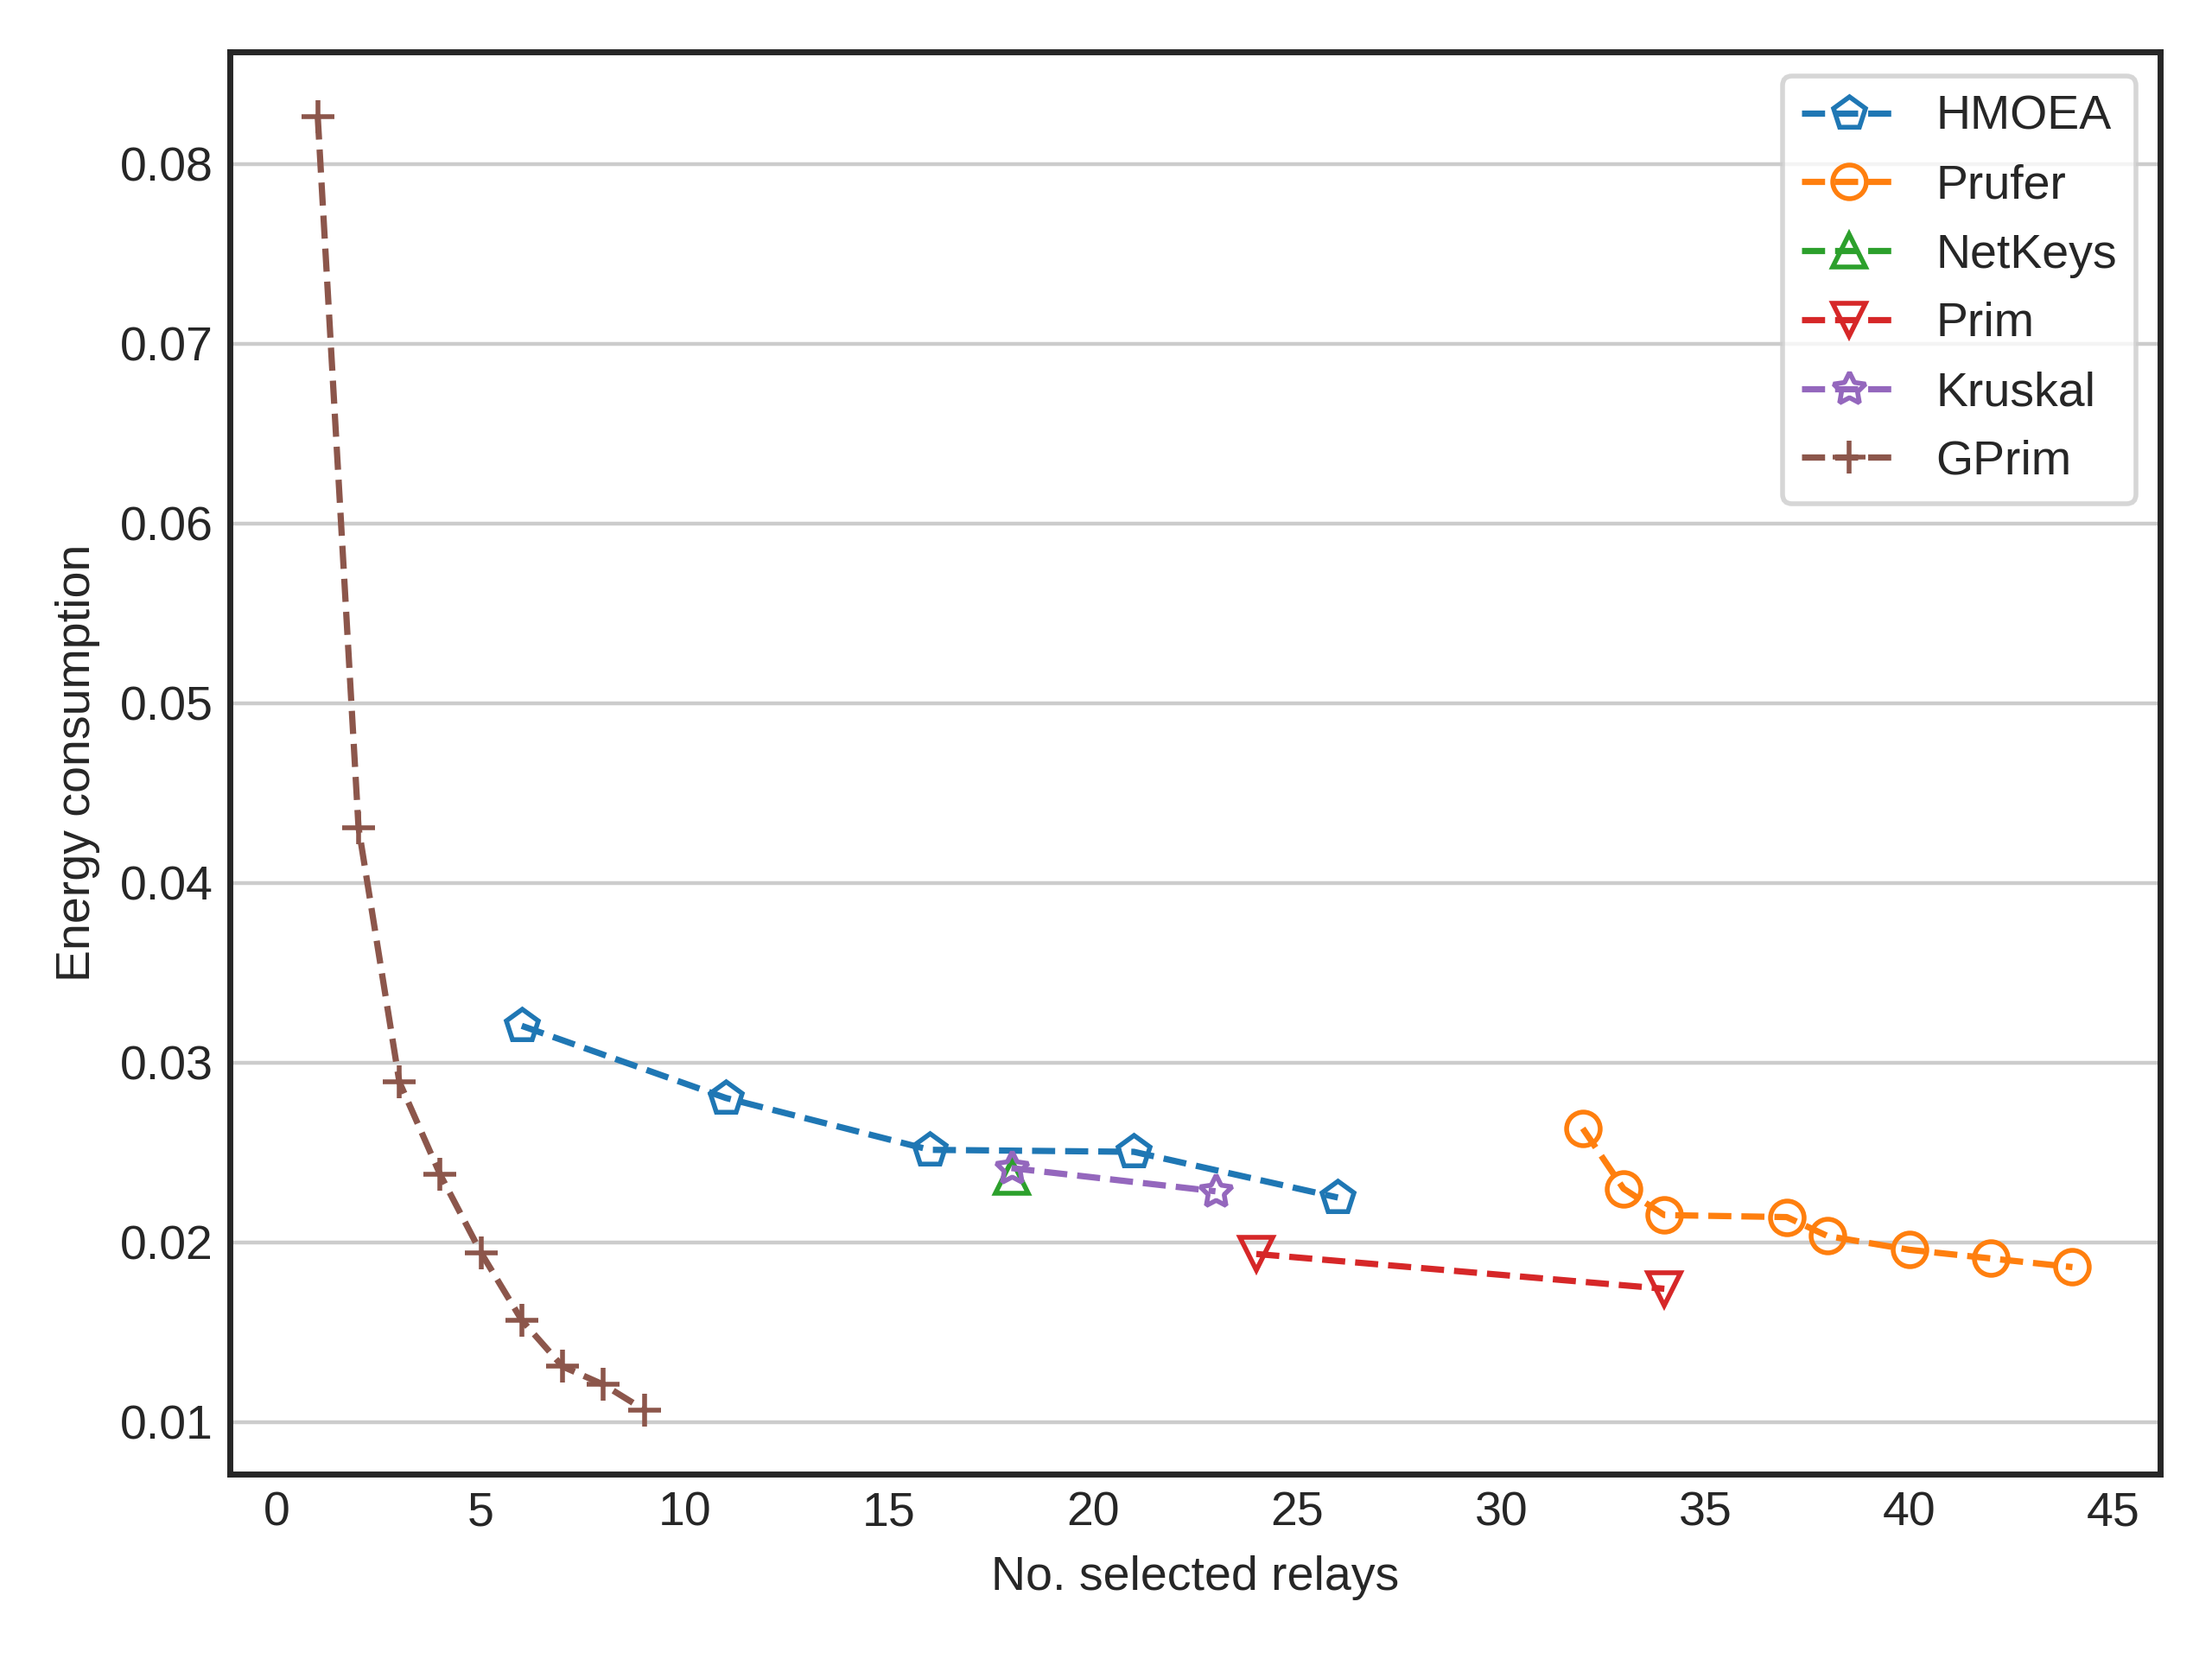 HMOEA
Prufer
NetKeys
Prim
Kruskal
GPrim
0.08
0.07
0.06
0.05
0.04
0.03
0.02
0.01
Energy consumption
0 5 10 15 20 25 30 35 40 45
No. selected relays